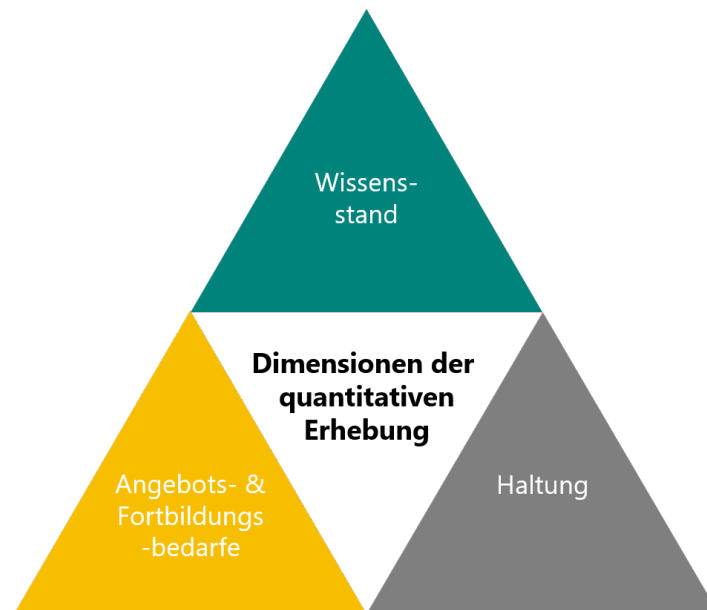 Wissens-
stand
Dimensionen der
quantitativen
Erhebung
Angebots- &
Fortbildungs
-bedarfe
Haltung